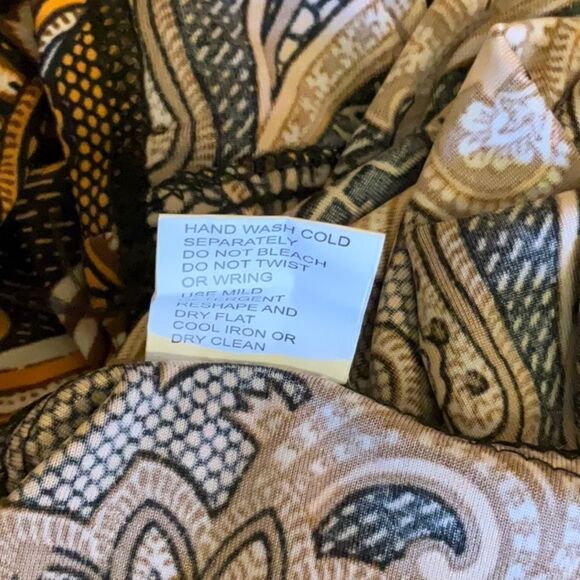 HAND WASH COLD
SEPARATELY
DO NOT BLEACH
DO NOT TWIST
OR WRING
USE MILD
DETERGENT
RESHAPE AND
DRY FLAT
COOL IRON OR
DRY CLEAN